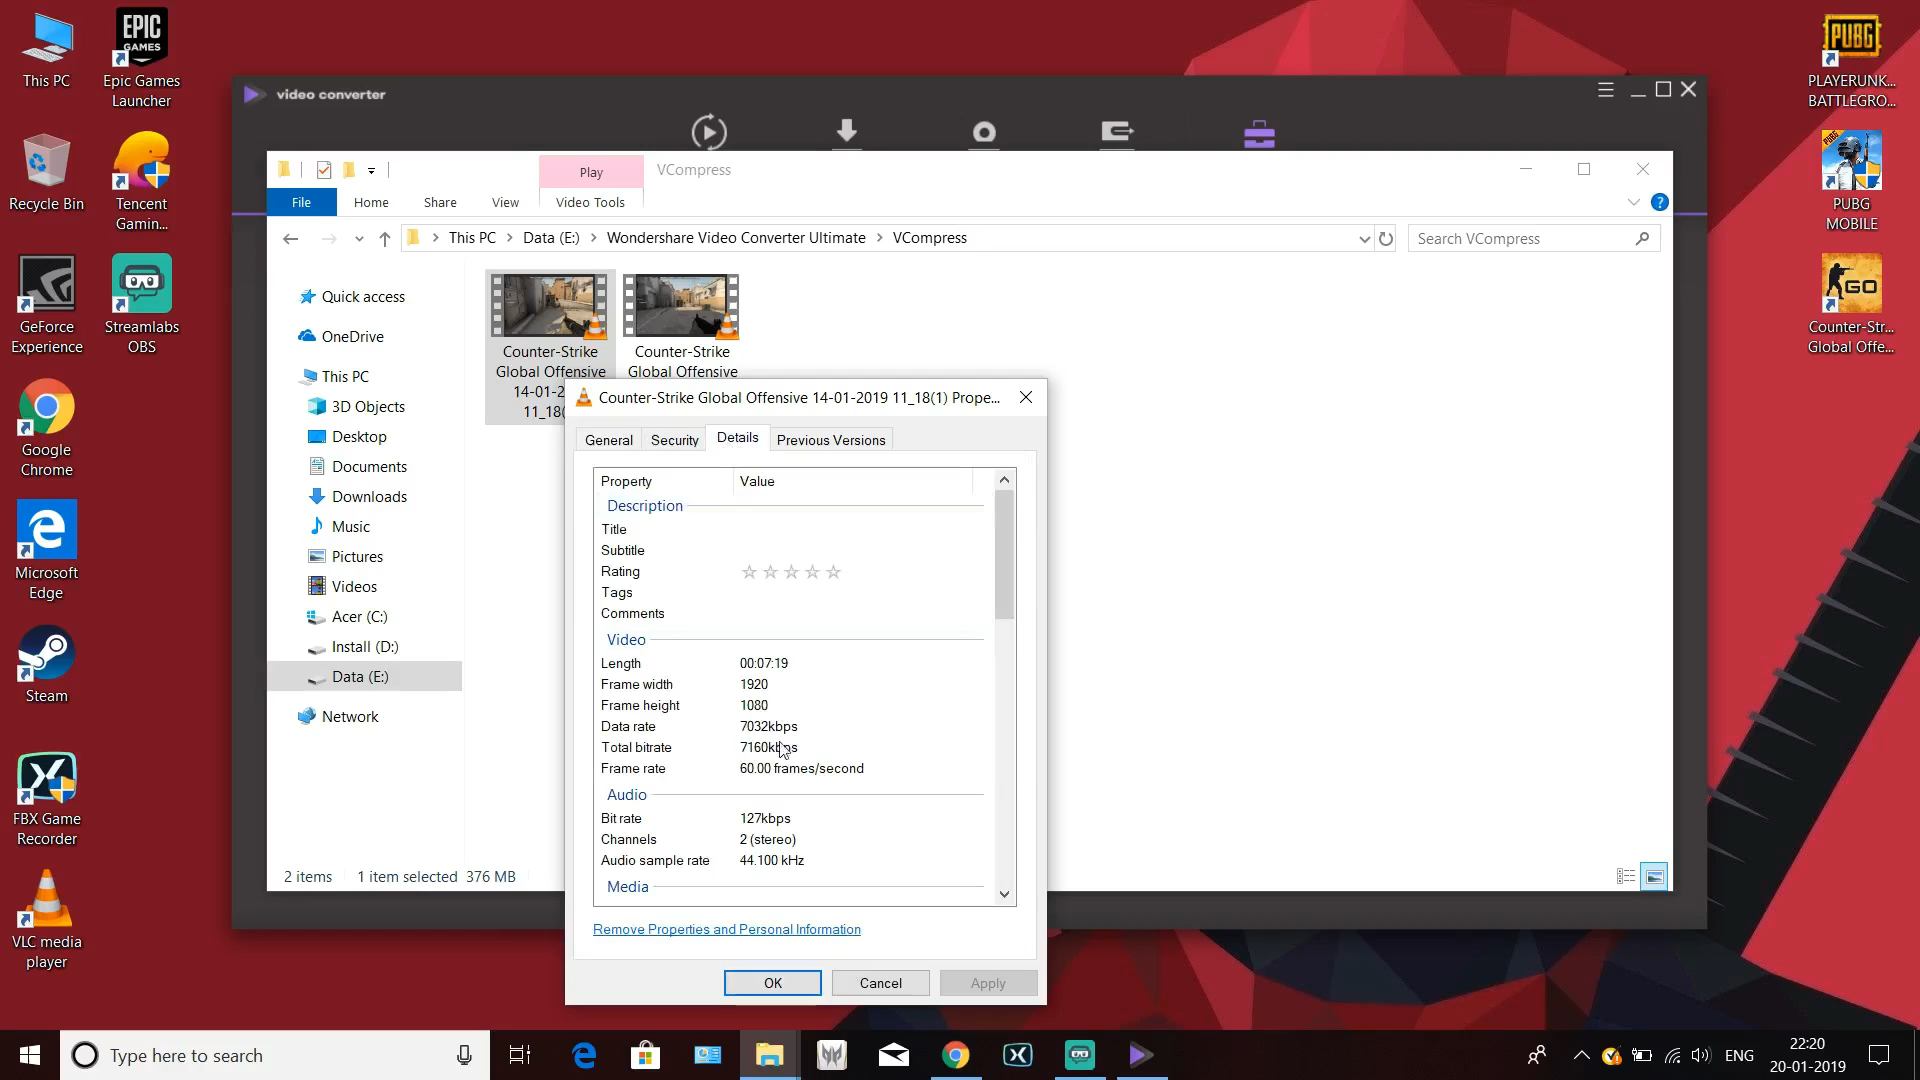 This PC
EPIC
GAMES
Epic Games
Launcher
Recycle Bin
Tencent
Gamin...
GeForce
Experience
Streamlabs
OBS
Google
Chrome
Microsoft
Edge
Steam
FBX Game
Recorder
VLC media
player
PUBG
PLAYERUNK...
BATTLEGRO...
PUBG
PUBG
MOBILE
GO
Counter-Str...
Global Offe...
video converter
Play
VCompress
File
Home
Share
View
Video Tools
?
This PC > Data (E:) > Wondershare Video Converter Ultimate > VCompress
Search VCompress
Quick access
OneDrive
This PC
3D Objects
Desktop
Documents
Downloads
Music
Pictures
Videos
Acer (C:)
Install (D:)
Data (E:)
Network
Counter-Strike
Global Offensive
14-01-2
11_18(
Counter-Strike
Global Offensive
2 items 1 item selected 376 MB
Counter-Strike Global Offensive 14-01-2019 11_18(1) Prope...
General Security Details Previous Versions
Property Value
Description
Title
Subtitle
Rating
Tags
Comments
Video
Length 00:07:19
Frame width 1920
Frame height 1080
Data rate 7032kbps
Total bitrate 7160kbps
Frame rate 60.00 frames/second
Audio
Bit rate 127kbps
Channels 2 (stereo)
Audio sample rate 44.100 kHz
Media
Remove Properties and Personal Information
OK Cancel Apply
Type here to search
ENG
22:20
20-01-2019